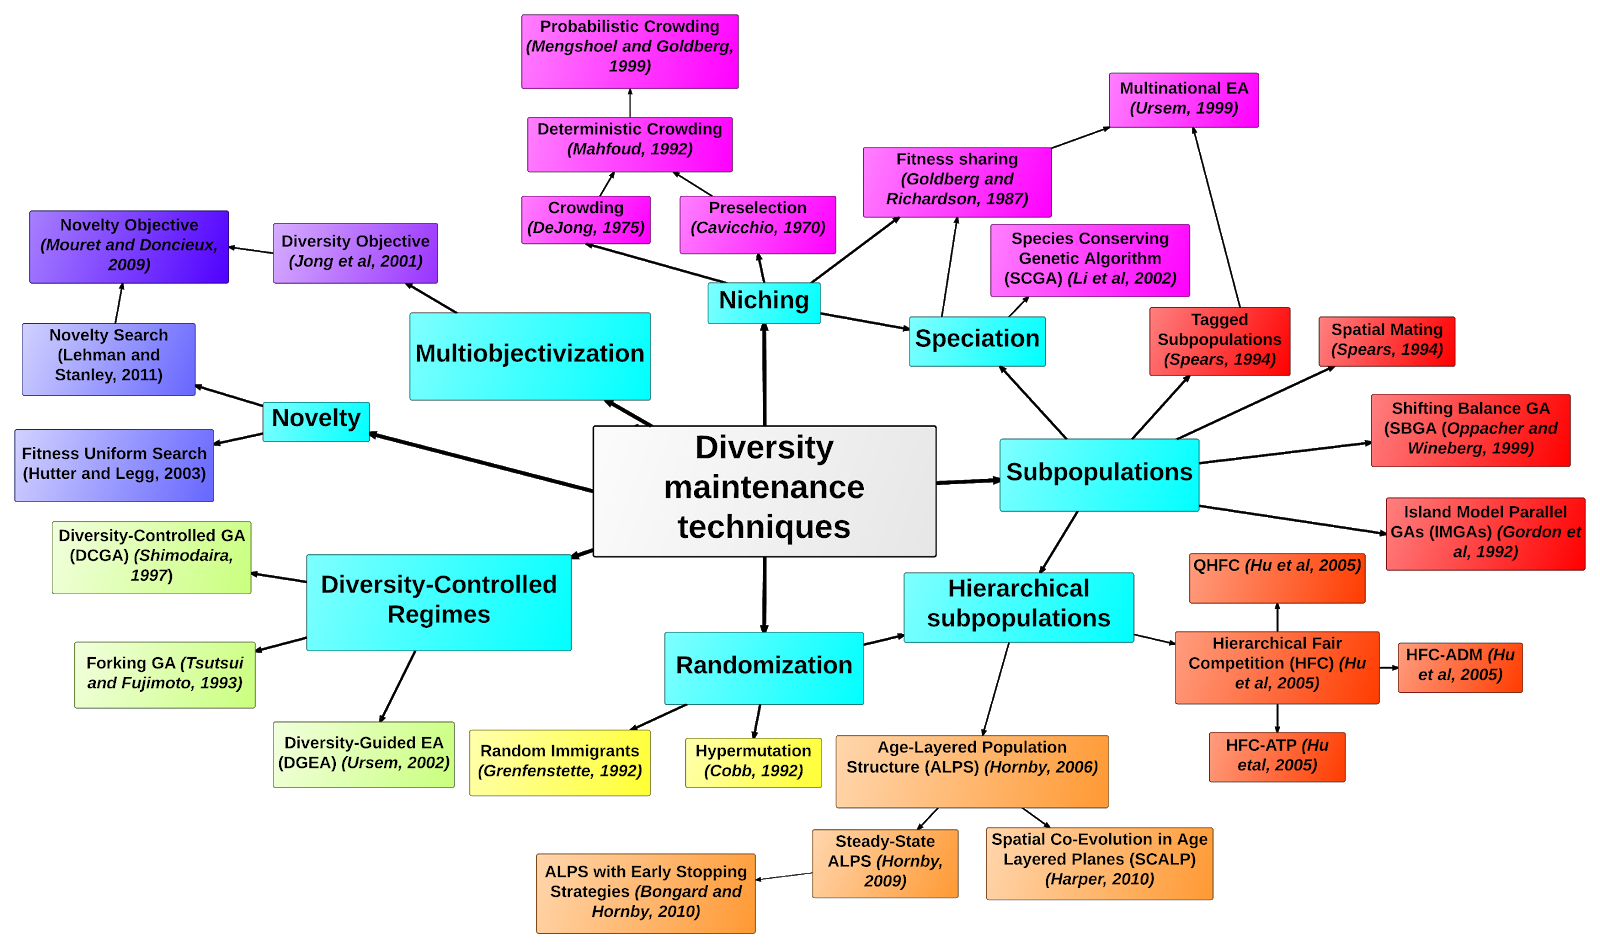 Probabilistic Crowding
(Mengshoel and Goldberg,
1999)
Multinational EA
(Ursem, 1999)
Deterministic Crowding
(Mahfoud, 1992)
Fitness sharing
(Goldberg and
Richardson, 1987)
Crowding
(DeJong, 1975)
Preselection
(Cavicchio, 1970)
Novelty Objective
(Mouret and Doncieux,
2009)
Diversity Objective
(Jong et al, 2001)
Species Conserving
Genetic Algorithm
(SCGA) (Li et al, 2002)
Niching
Speciation
Tagged
Subpopulations
(Spears, 1994)
Spatial Mating
(Spears, 1994)
Novelty Search
(Lehman and
Stanley, 2011)
Multiobjectivization
Novelty
Shifting Balance GA
(SBGA (Oppacher and
Wineberg, 1999)
Fitness Uniform Search
(Hutter and Legg, 2003)
Diversity
maintenance
techniques
Subpopulations
Island Model Parallel
GAs (IMGAs) (Gordon et
al, 1992)
Diversity-Controlled GA
(DCGA) (Shimodaira,
1997)
Diversity-Controlled
Regimes
Hierarchical
subpopulations
QHFC (Hu et al, 2005)
Forking GA (Tsutsui
and Fujimoto, 1993)
Randomization
Hierarchical Fair
Competition (HFC) (Hu
et al, 2005)
HFC-ADM (Hu
et al, 2005)
Diversity-Guided EA
(DGEA) (Ursem, 2002)
Random Immigrants
(Grenfenstette, 1992)
Hypermutation
(Cobb, 1992)
Age-Layered Population
Structure (ALPS) (Hornby, 2006)
HFC-ATP (Hu
etal, 2005)
Steady-State
ALPS (Hornby,
2009)
Spatial Co-Evolution in Age
Layered Planes (SCALP)
(Harper, 2010)
ALPS with Early Stopping
Strategies (Bongard and
Hornby, 2010)